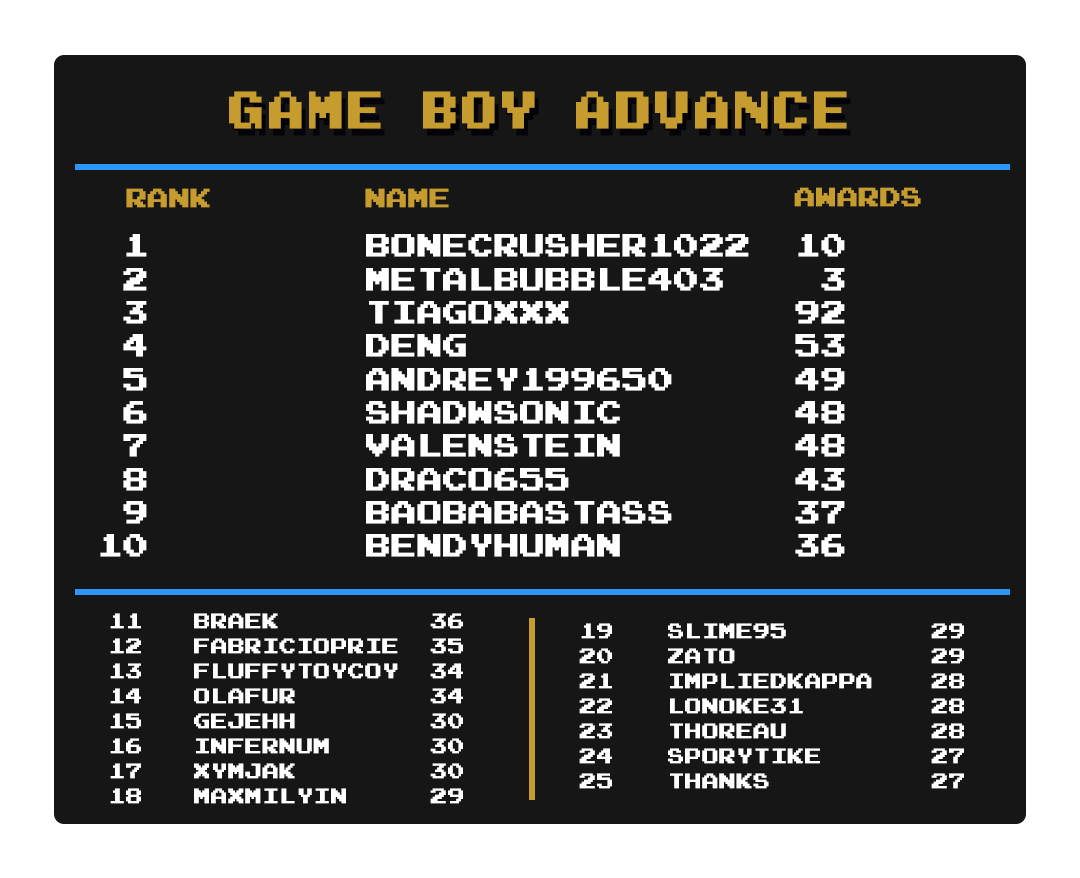 GAME BOY ADVANCE
RANK NAME AWARDS
1 BONECRUSHER1022 10
2 METALBUBBLE403 3
3 TIAGOXXX 92
4 DENG 53
5 ANDREY199650 49
6 SHADWSONIC 48
7 VALENSTEIN 48
8 DRACO655 43
9 BAOBABASTASS 37
10 BENDYHUMAN 36
11 BRAEK 36
12 FABRICIOPRIE 35
13 FLUFFYTOYCOY 34
14 OLAFUR 34
15 GEJEHH 30
16 INFERNUM 30
17 XYMJAK 30
18 MAXMILYIN 29
19 SLIME95 29
20 ZATO 29
21 IMPLIEDKAPPA 28
22 LONOKE31 28
23 THOREAU 28
24 SPORYTIKE 27
25 THANKS 27